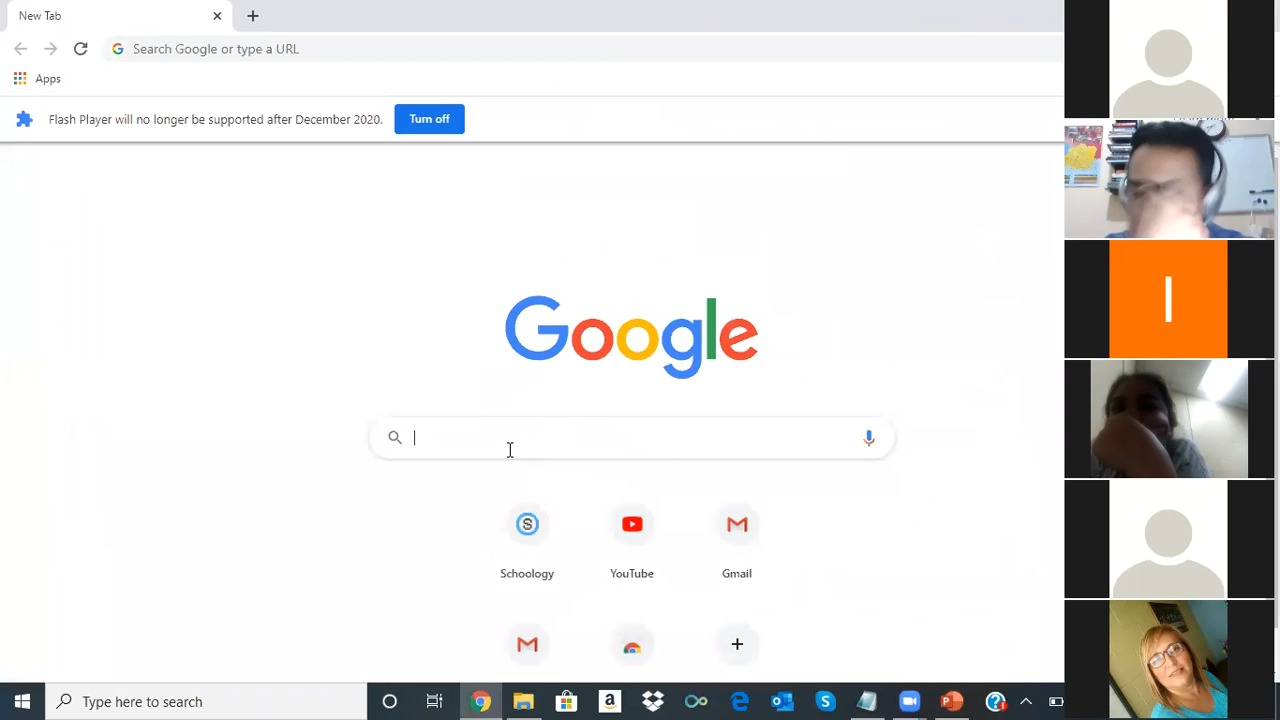 New Tab
Search Google or type a URL
Apps
Flash Player will no longer be supported after December 2020. Turn off
Google
S
Schoology YouTube Gmail
Type here to search
I